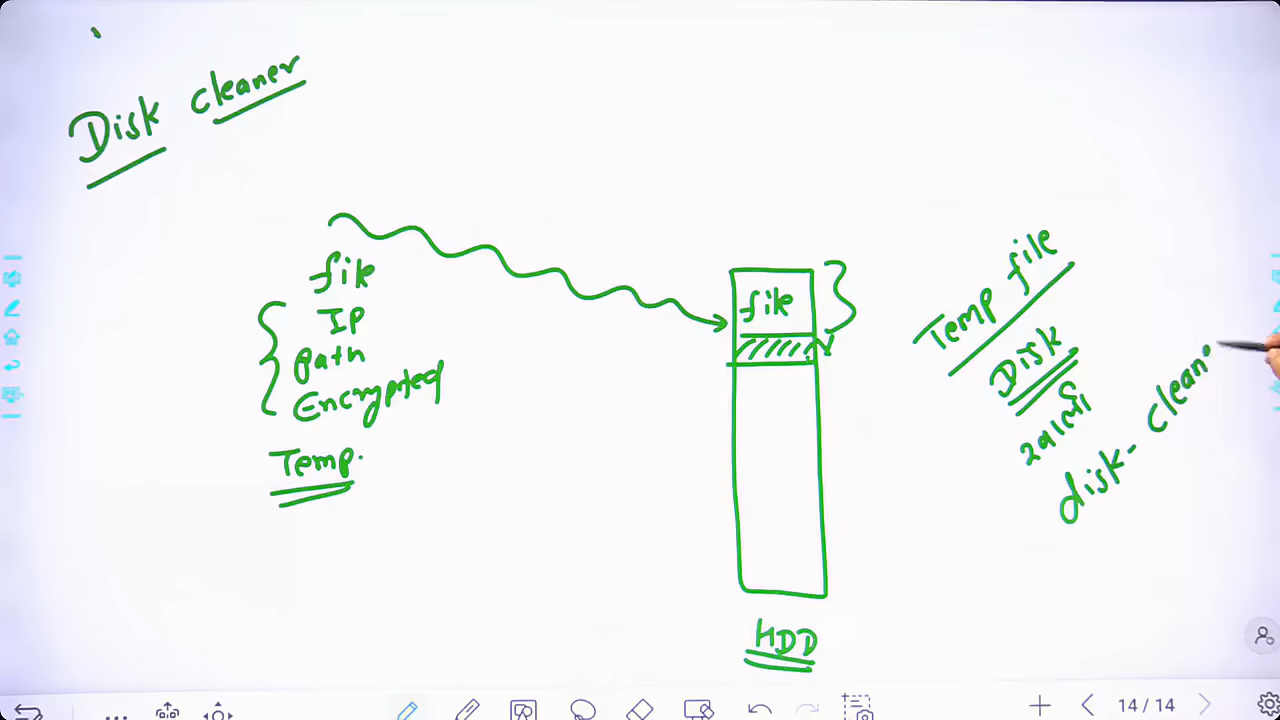 Disk cleaner
file
IP
path
Encrypted
Temp.
file
HDD
Temp file
Disk
ખાલી
disk- clean
14 / 14